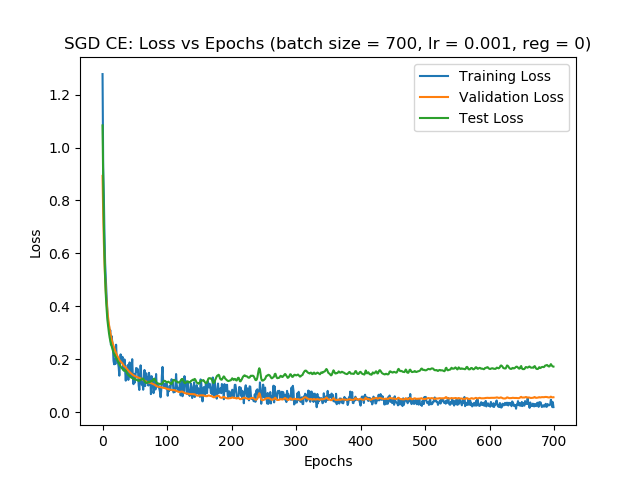 SGD CE: Loss vs Epochs (batch size = 700, lr = 0.001, reg = 0)
Training Loss
Validation Loss
Test Loss
Loss
1.2
1.0
0.8
0.6
0.4
0.2
0.0
0 100 200 300 400 500 600 700
Epochs